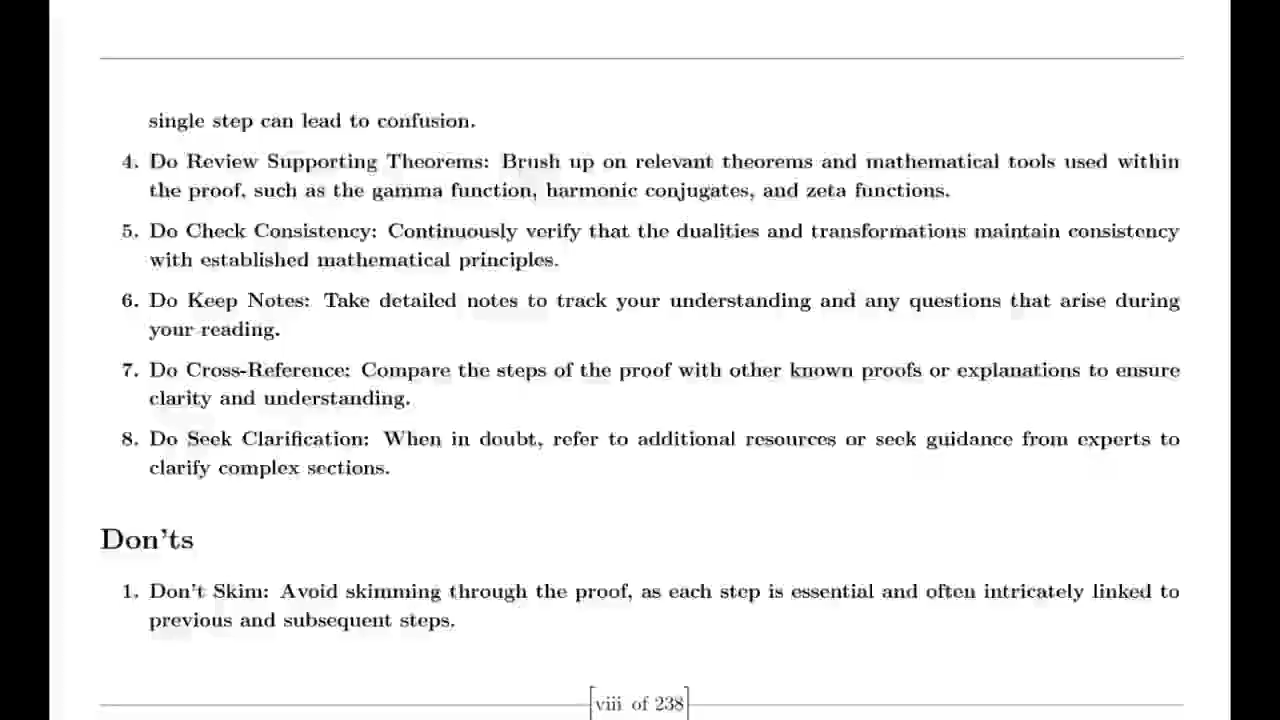 single step can lead to confusion.
4. Do Review Supporting Theorems: Brush up on relevant theorems and mathematical tools used within
the proof, such as the gamma function, harmonic conjugates, and zeta functions.
5. Do Check Consistency: Continuously verify that the dualities and transformations maintain consistency
with established mathematical principles.
6. Do Keep Notes: Take detailed notes to track your understanding and any questions that arise during
your reading.
7. Do Cross-Reference: Compare the steps of the proof with other known proofs or explanations to ensure
clarity and understanding.
8. Do Seek Clarification: When in doubt, refer to additional resources or seek guidance from experts to
clarify complex sections.
Don'ts
1. Don't Skim: Avoid skimming through the proof, as each step is essential and often intricately linked to
previous and subsequent steps.
viii of 238